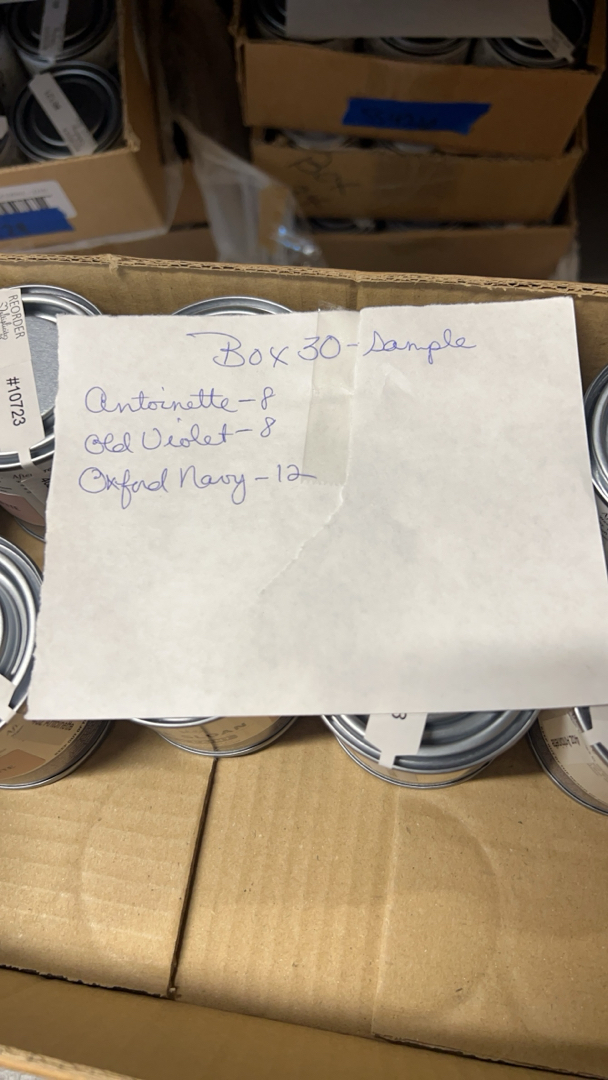 Box 30-Sample
Antoinette-8
Old Violet-8
Oxford Navy-12
REORDER
#10723